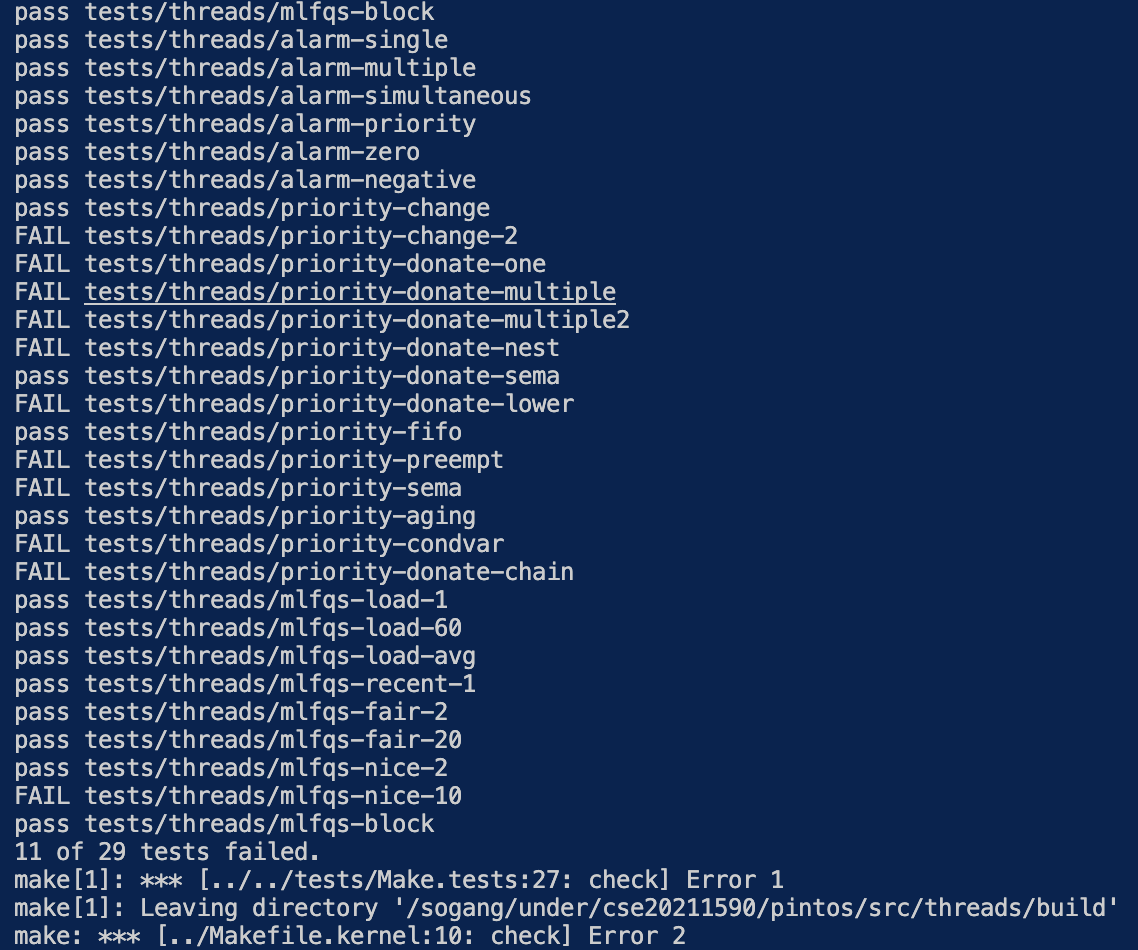 pass tests/threads/mlfqs-block
pass tests/threads/alarm-single
pass tests/threads/alarm-multiple
pass tests/threads/alarm-simultaneous
pass tests/threads/alarm-priority
pass tests/threads/alarm-zero
pass tests/threads/alarm-negative
pass tests/threads/priority-change
FAIL tests/threads/priority-change-2
FAIL tests/threads/priority-donate-one
FAIL tests/threads/priority-donate-multiple
FAIL tests/threads/priority-donate-multiple2
FAIL tests/threads/priority-donate-nest
pass tests/threads/priority-donate-sema
FAIL tests/threads/priority-donate-lower
pass tests/threads/priority-fifo
FAIL tests/threads/priority-preempt
FAIL tests/threads/priority-sema
pass tests/threads/priority-aging
FAIL tests/threads/priority-condvar
FAIL tests/threads/priority-donate-chain
pass tests/threads/mlfqs-load-1
pass tests/threads/mlfqs-load-60
pass tests/threads/mlfqs-load-avg
pass tests/threads/mlfqs-recent-1
pass tests/threads/mlfqs-fair-2
pass tests/threads/mlfqs-fair-20
pass tests/threads/mlfqs-nice-2
FAIL tests/threads/mlfqs-nice-10
pass tests/threads/mlfqs-block
11 of 29 tests failed.
make[1]: *** [../../tests/Make.tests:27: check] Error 1
make[1]: Leaving directory '/sogang/under/cse20211590/pintos/src/threads/build'
make: *** [../Makefile.kernel:10: check] Error 2